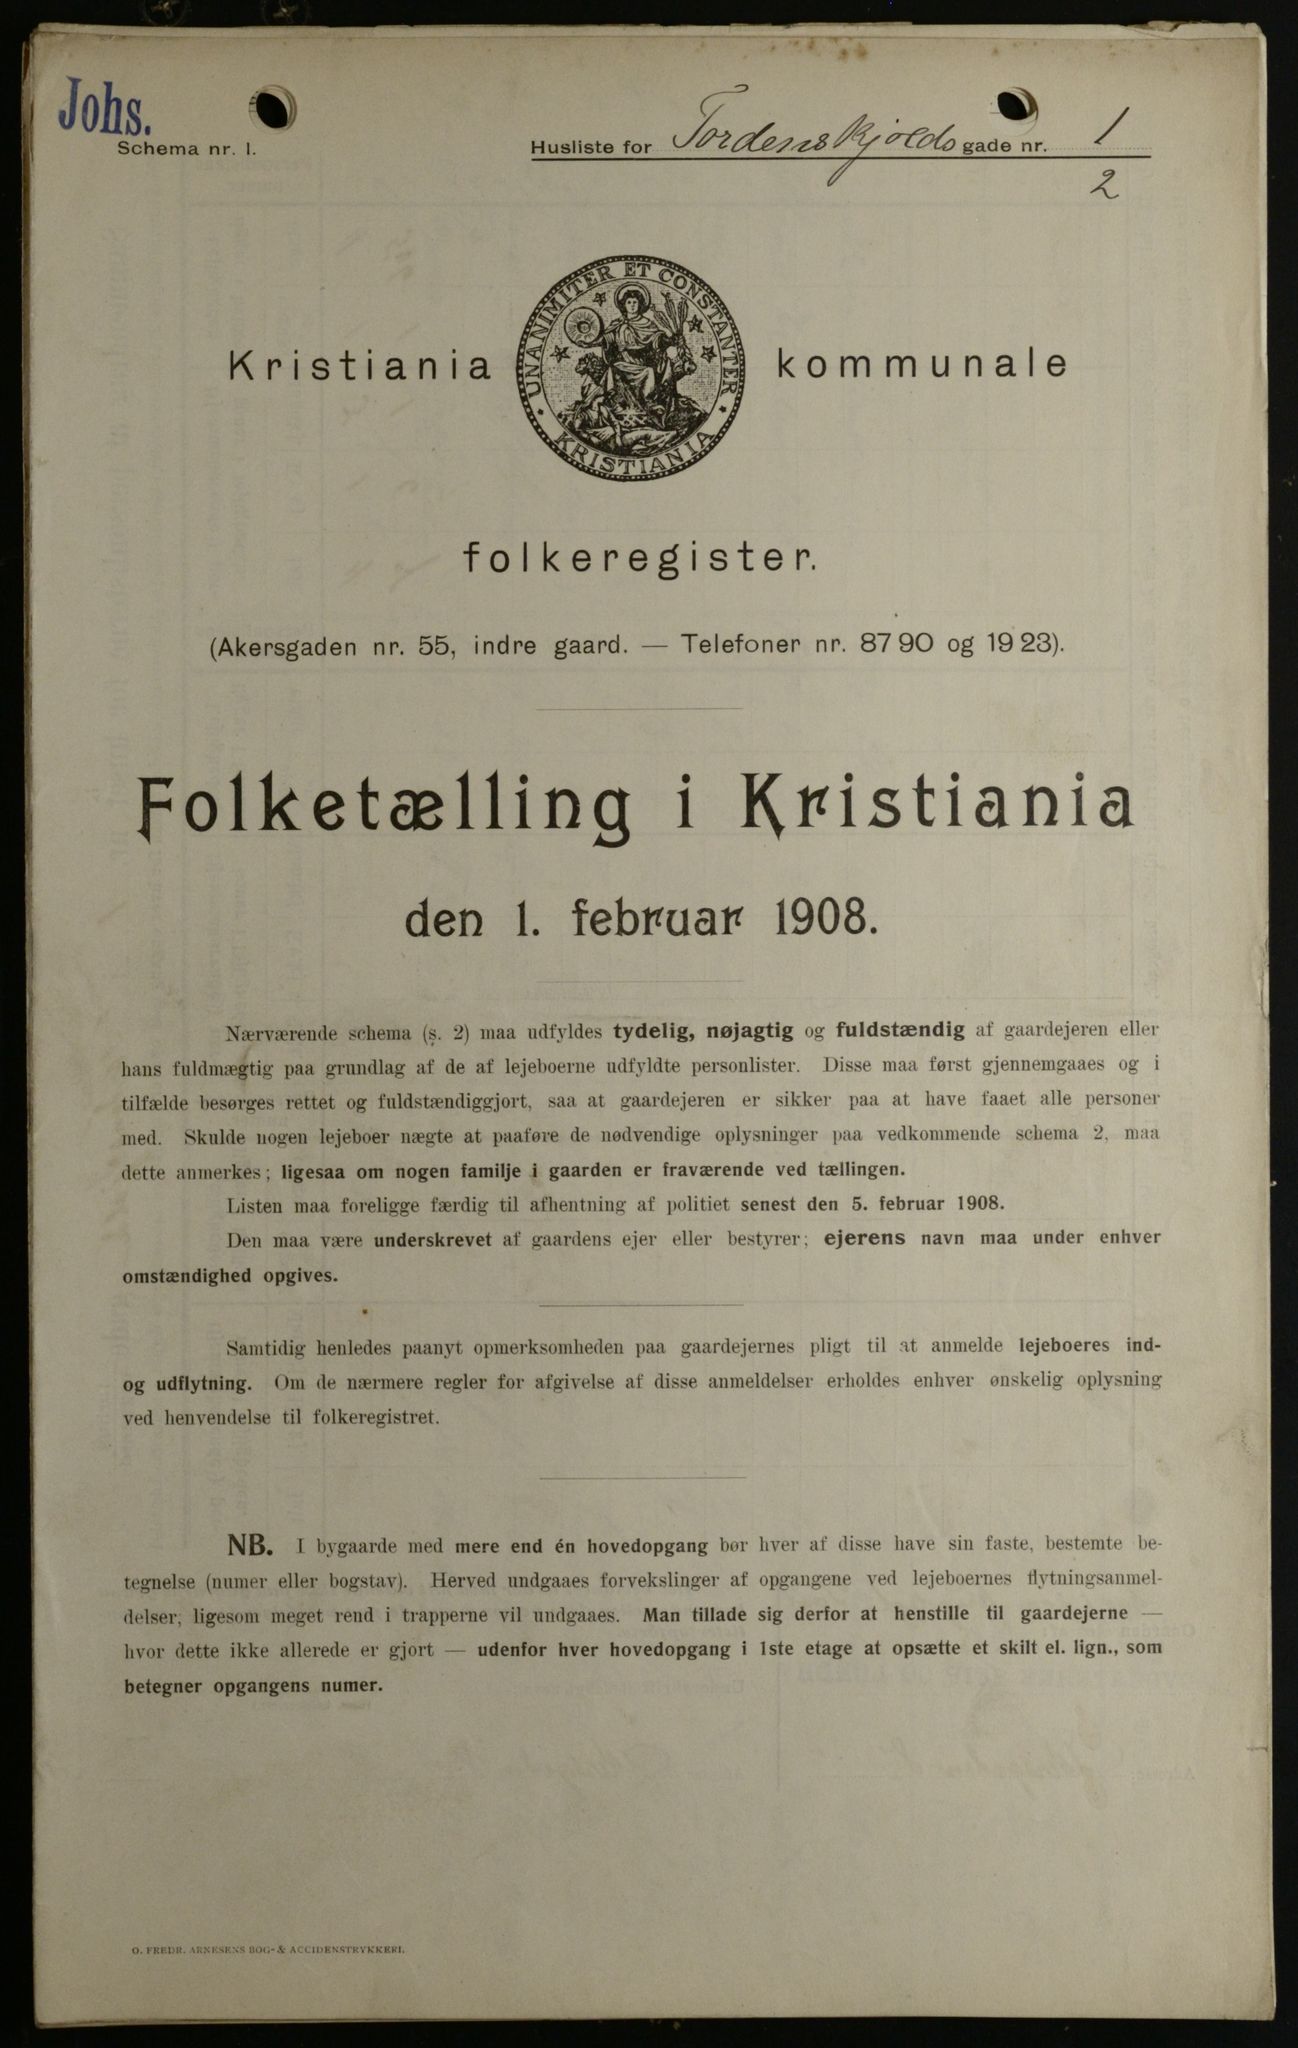 Johs.
Schema nr. 1.
Husliste for Tordenskjolds gade nr. 1
2
UNANIMITER ET CONSTANTER
KRISTIANIA
Kristiania kommunale
folkeregister.
(Akersgaden nr. 55, indre gaard. — Telefoner nr. 8790 og 1923).
Folketælling i Kristiania
den 1. februar 1908.
Nærværende schema (s. 2) maa udfyldes tydelig, nøjagtig og fuldstændig af gaardejeren eller
hans fuldmægtig paa grundlag af de af lejeboerne udfyldte personlister. Disse maa først gjennemgaaes og i
tilfælde besørges rettet og fuldstændiggjort, saa at gaardejeren er sikker paa at have faaet alle personer
med. Skulde nogen lejeboer nægte at paaføre de nødvendige oplysninger paa vedkommende schema 2, maa
dette anmerkes; ligesaa om nogen familje i gaarden er fraværende ved tællingen.
Listen maa foreligge færdig til afhentning af politiet senest den 5. februar 1908.
Den maa være underskrevet af gaardens ejer eller bestyrer; ejerens navn maa under enhver
omstændighed opgives.
Samtidig henledes paanyt opmerksomheden paa gaardejernes pligt til at anmelde lejeboeres ind-
og udflytning. Om de nærmere regler for afgivelse af disse anmeldelser erholdes enhver ønskelig oplysning
ved henvendelse til folkeregistret.
NB. I bygaarde med mere end én hovedopgang bør hver af disse have sin faste, bestemte be-
tegnelse (numer eller bogstav). Herved undgaaes forvekslinger af opgangene ved lejeboernes flytningsanmel-
delser, ligesom meget rend i trapperne vil undgaaes. Man tillade sig derfor at henstille til gaardejerne —
hvor dette ikke allerede er gjort — udenfor hver hovedopgang i 1ste etage at opsætte et skilt el. lign., som
betegner opgangens numer.
O. FREDR. ARNESENS BOG- & ACCIDENSTRYKKERI.